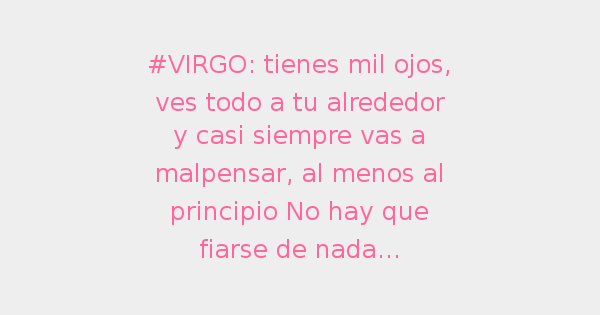 #VIRGO: tienes mil ojos,
ves todo a tu alrededor
y casi siempre vas a
malpensar, al menos al
principio No hay que
fiarse de nada...